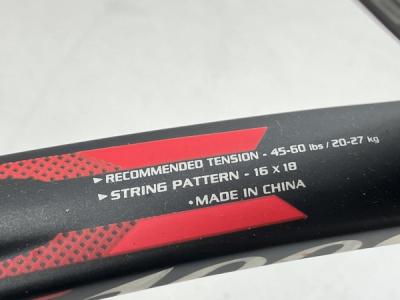 RECOMMENDED TENSION - 45-60 lbs / 20-27 kg
STRING PATTERN - 16 x 18
• MADE IN CHINA